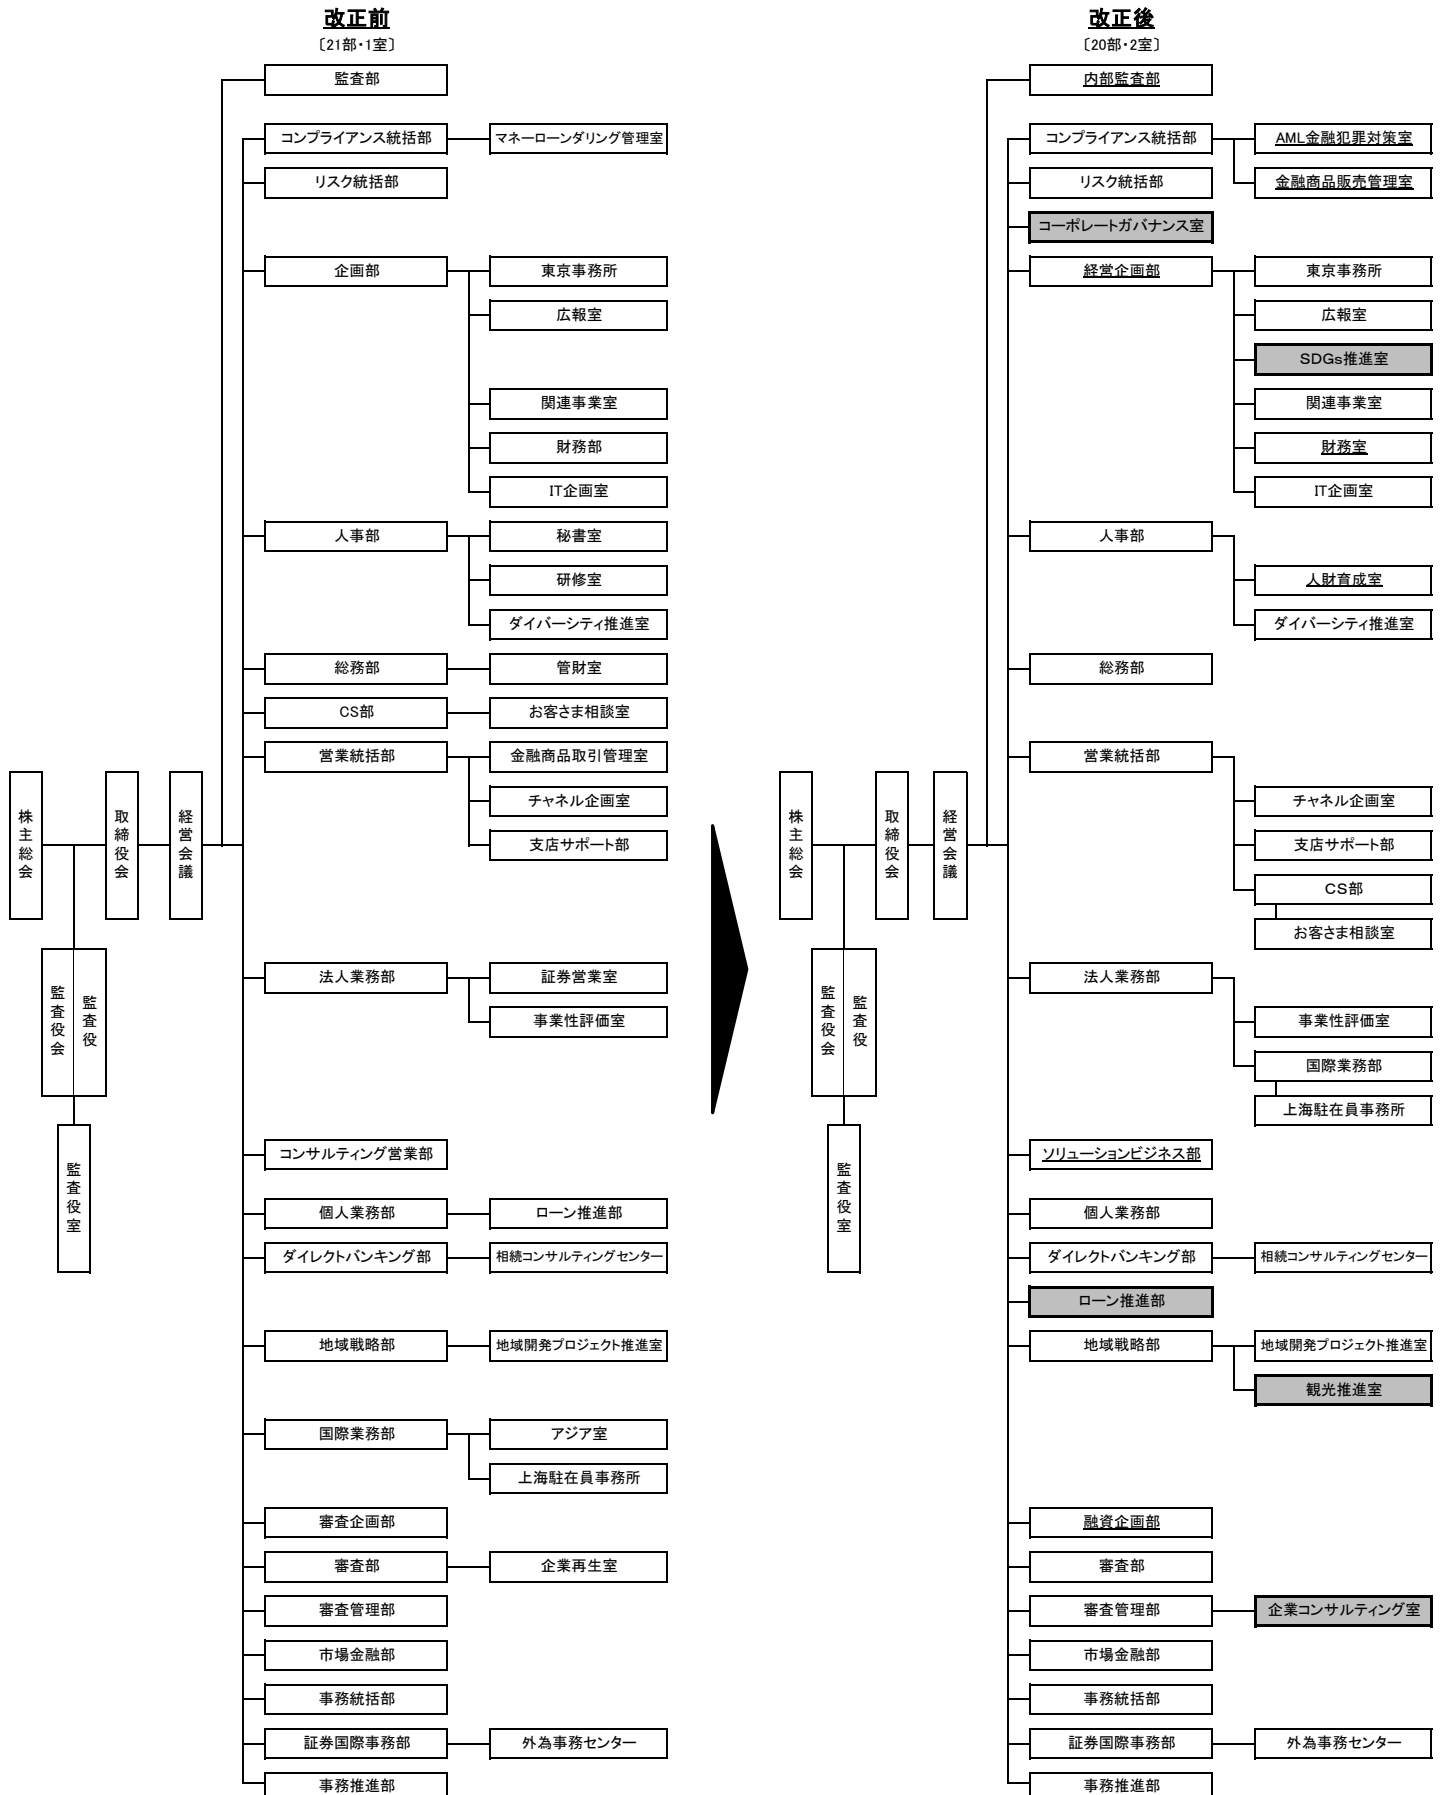 改正前
〔21部・1室〕
監査部
コンプライアンス統括部
マネーローンダリング管理室
リスク統括部
企画部
東京事務所
広報室
関連事業室
財務部
IT企画室
人事部
秘書室
研修室
ダイバーシティ推進室
総務部
管財室
CS部
お客さま相談室
営業統括部
金融商品取引管理室
チャネル企画室
支店サポート部
株主総会
取締役会
経営会議
監査役会
監査役
監査役室
法人業務部
証券営業室
事業性評価室
コンサルティング営業部
個人業務部
ローン推進部
ダイレクトバンキング部
相続コンサルティングセンター
地域戦略部
地域開発プロジェクト推進室
国際業務部
アジア室
上海駐在員事務所
審査企画部
審査部
企業再生室
審査管理部
市場金融部
事務統括部
証券国際事務部
外為事務センター
事務推進部
改正後
〔20部・2室〕
内部監査部
コンプライアンス統括部
AML金融犯罪対策室
リスク統括部
金融商品販売管理室
コーポレートガバナンス室
経営企画部
東京事務所
広報室
SDGs推進室
関連事業室
財務室
IT企画室
人事部
人財育成室
ダイバーシティ推進室
総務部
営業統括部
チャネル企画室
支店サポート部
CS部
お客さま相談室
株主総会
取締役会
経営会議
監査役会
監査役
監査役室
法人業務部
事業性評価室
国際業務部
上海駐在員事務所
ソリューションビジネス部
個人業務部
ダイレクトバンキング部
相続コンサルティングセンター
ローン推進部
地域戦略部
地域開発プロジェクト推進室
観光推進室
融資企画部
審査部
審査管理部
企業コンサルティング室
市場金融部
事務統括部
証券国際事務部
外為事務センター
事務推進部